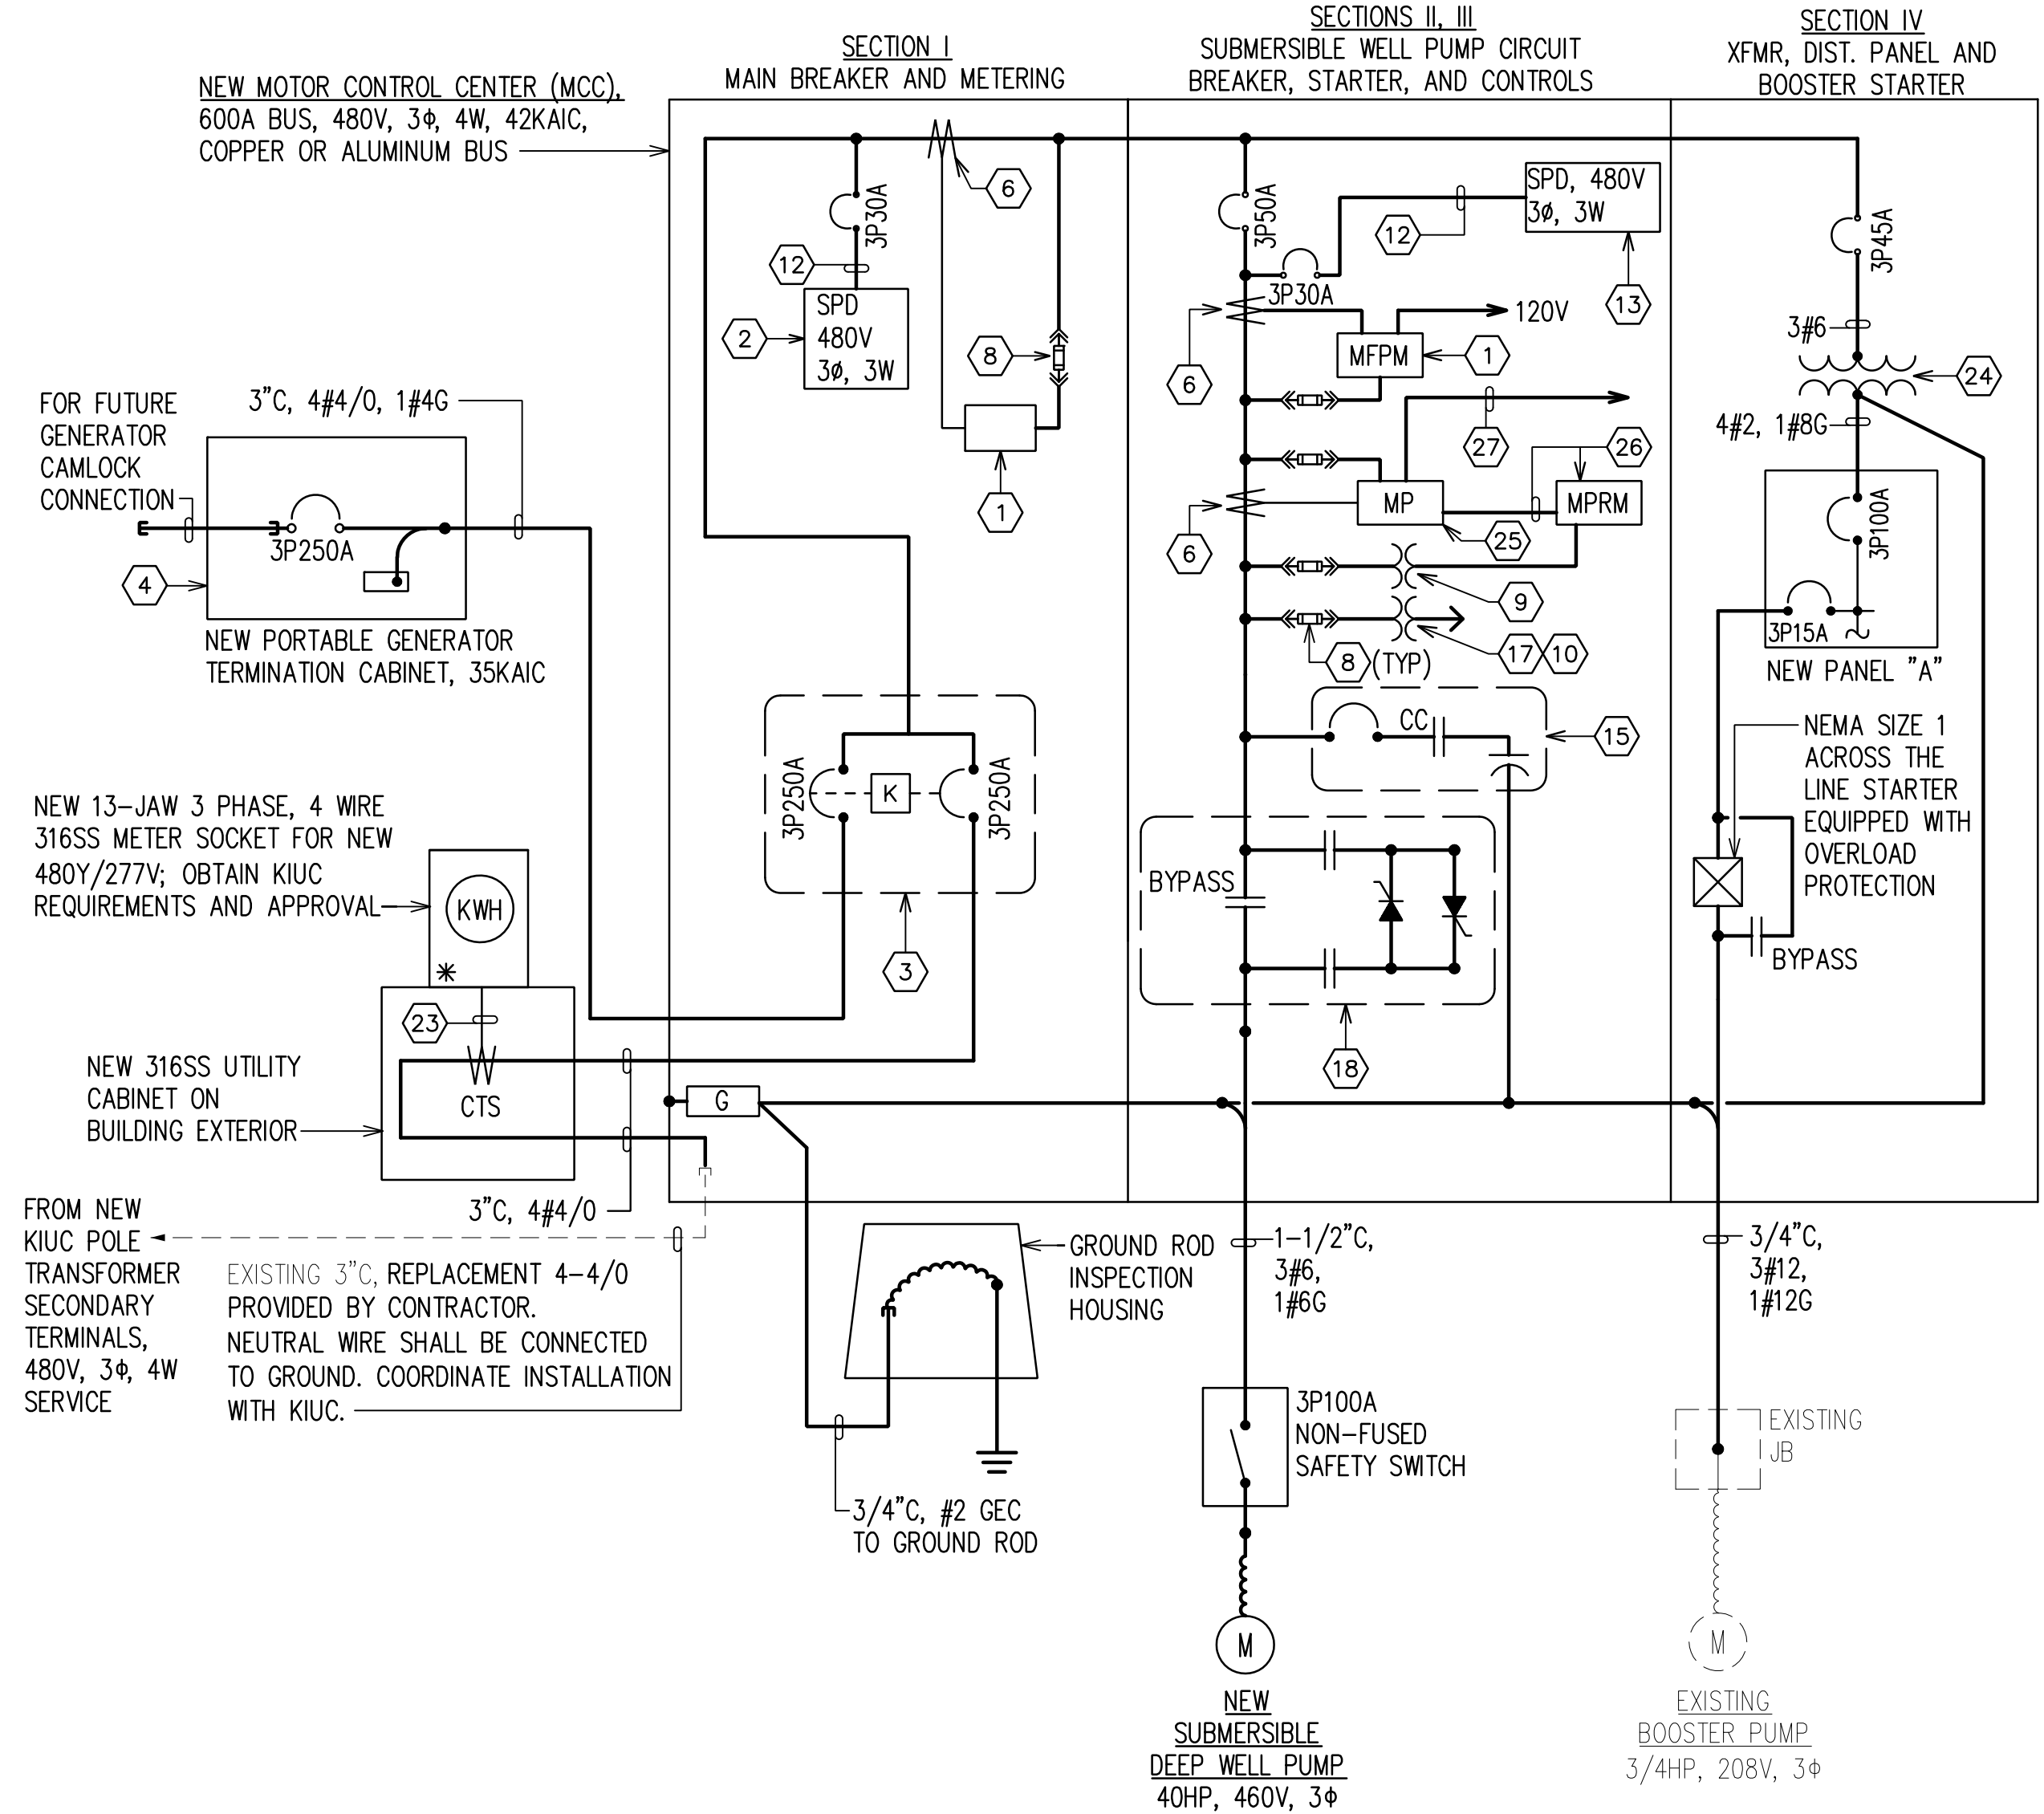 SECTION I
MAIN BREAKER AND METERING
SECTIONS II, III
SUBMERSIBLE WELL PUMP CIRCUIT
BREAKER, STARTER, AND CONTROLS
SECTION IV
XFMR, DIST. PANEL AND
BOOSTER STARTER
NEW MOTOR CONTROL CENTER (MCC),
600A BUS, 480V, 3ϕ, 4W, 42KAIC,
COPPER OR ALUMINUM BUS
3P30A
6
12
2
SPD
480V
3ø, 3W
8
1
3P50A
3P30A
12
SPD, 480V
3ø, 3W
13
120V
MFPM
1
6
27
26
MP
MPRM
25
6
9
17
10
8
(TYP)
CC
15
BYPASS
18
3P45A
3#6
24
4#2, 1#8G
3P100A
3P15A
NEW PANEL "A"
NEMA SIZE 1
ACROSS THE
LINE STARTER
EQUIPPED WITH
OVERLOAD
PROTECTION
BYPASS
FOR FUTURE
GENERATOR
CAMLOCK
CONNECTION
3"C, 4#4/0, 1#4G
3P250A
4
NEW PORTABLE GENERATOR
TERMINATION CABINET, 35KAIC
3P250A
K
3P250A
3
NEW 13-JAW 3 PHASE, 4 WIRE
316SS METER SOCKET FOR NEW
480Y/277V; OBTAIN KIUC
REQUIREMENTS AND APPROVAL
KWH
*
23
CTS
NEW 316SS UTILITY
CABINET ON
BUILDING EXTERIOR
G
3"C, 4#4/0
FROM NEW
KIUC POLE
TRANSFORMER
SECONDARY
TERMINALS,
480V, 3ϕ, 4W
SERVICE
EXISTING 3"C, REPLACEMENT 4-4/0
PROVIDED BY CONTRACTOR.
NEUTRAL WIRE SHALL BE CONNECTED
TO GROUND. COORDINATE INSTALLATION
WITH KIUC.
GROUND ROD
INSPECTION
HOUSING
3/4"C, #2 GEC
TO GROUND ROD
1-1/2"C,
3#6,
1#6G
3P100A
NON-FUSED
SAFETY SWITCH
M
NEW
SUBMERSIBLE
DEEP WELL PUMP
40HP, 460V, 3ϕ
3/4"C,
3#12,
1#12G
EXISTING
JB
M
EXISTING
BOOSTER PUMP
3/4HP, 208V, 3ϕ